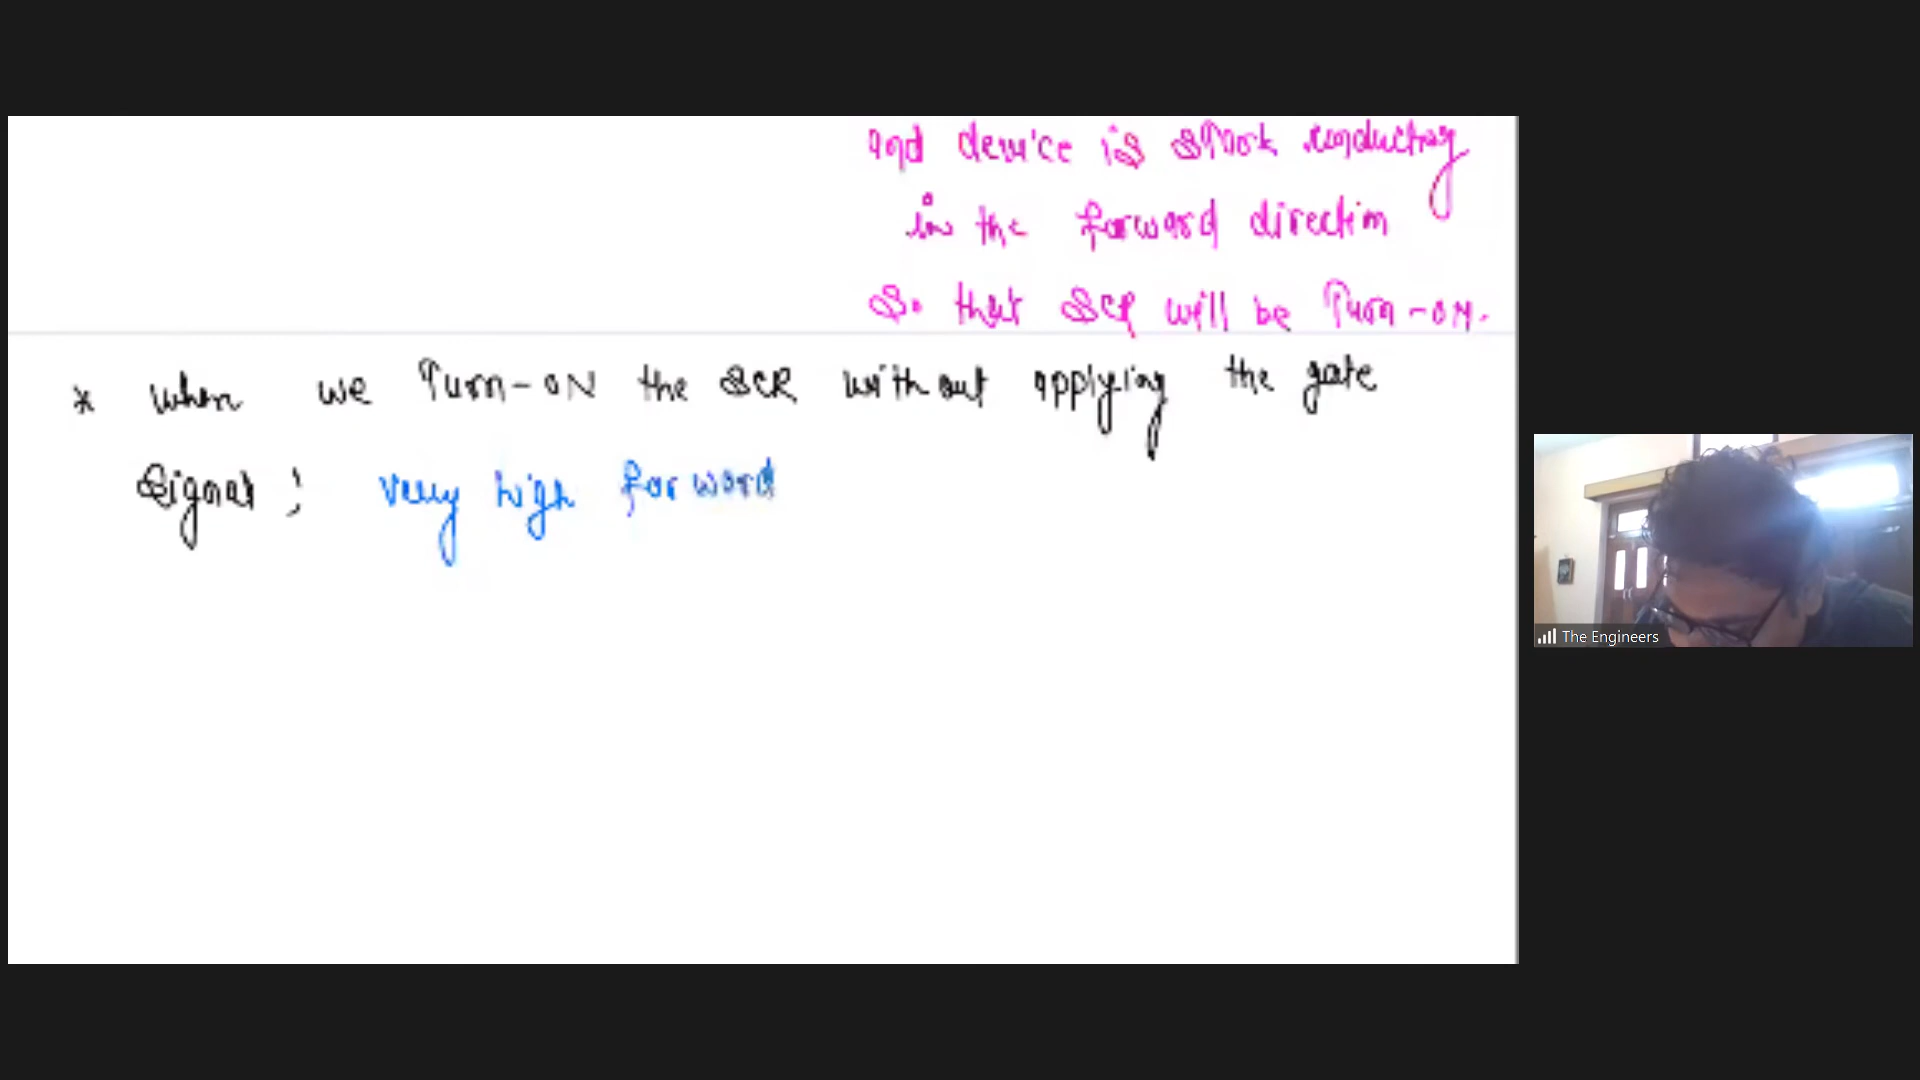 and device is start conducting
in the forward direction
So that SCR will be Turn-ON.
* When we Turn-ON the SCR without applying the gate
Signal : very high forward
The Engineers